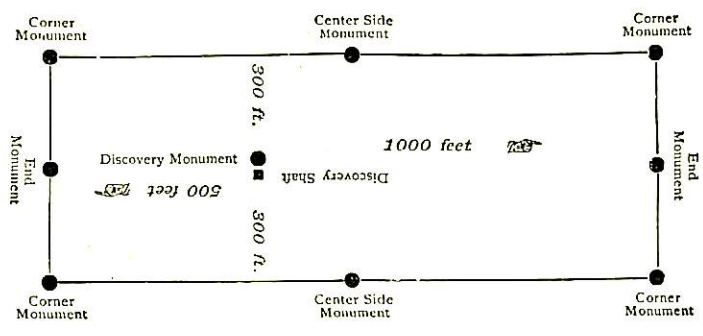 Corner
Monument
Center Side
Monument
Corner
Monument
300 ft.
1000 feet
End
Monument
Discovery Monument
Discovery Shaft
500 feet
End
Monument
300 ft.
Corner
Monument
Center Side
Monument
Corner
Monument